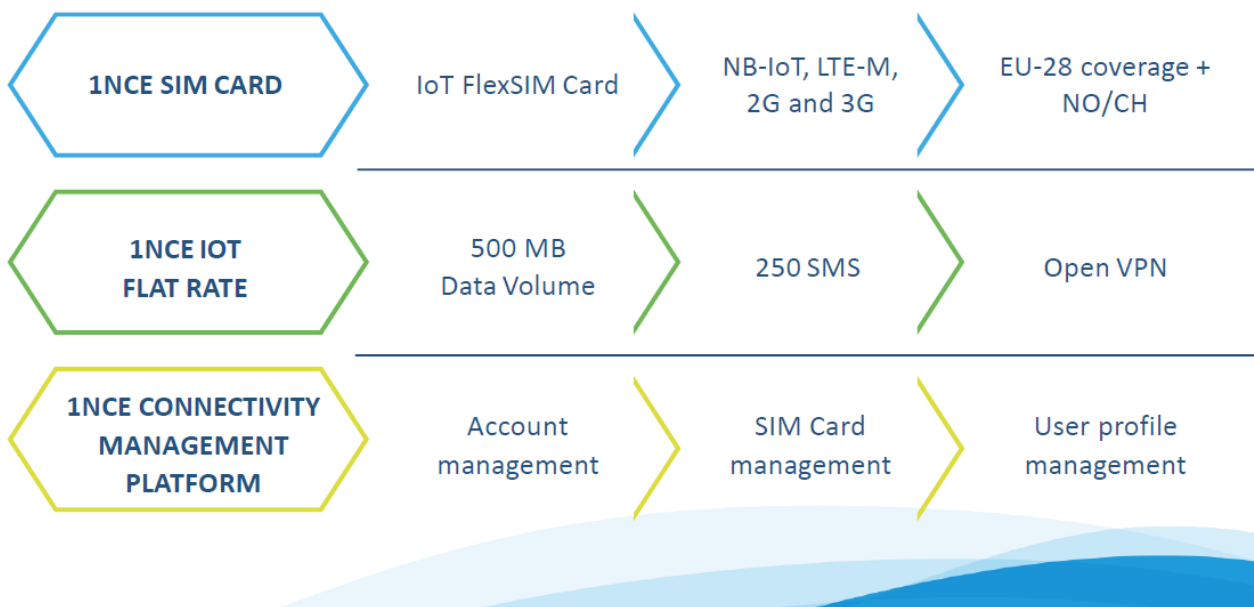 1NCE SIM CARD
IoT FlexSIM Card
NB-IoT, LTE-M,
2G and 3G
EU-28 coverage +
NO/CH
1NCE IOT
FLAT RATE
500 MB
Data Volume
250 SMS
Open VPN
1NCE CONNECTIVITY
MANAGEMENT
PLATFORM
Account
management
SIM Card
management
User profile
management